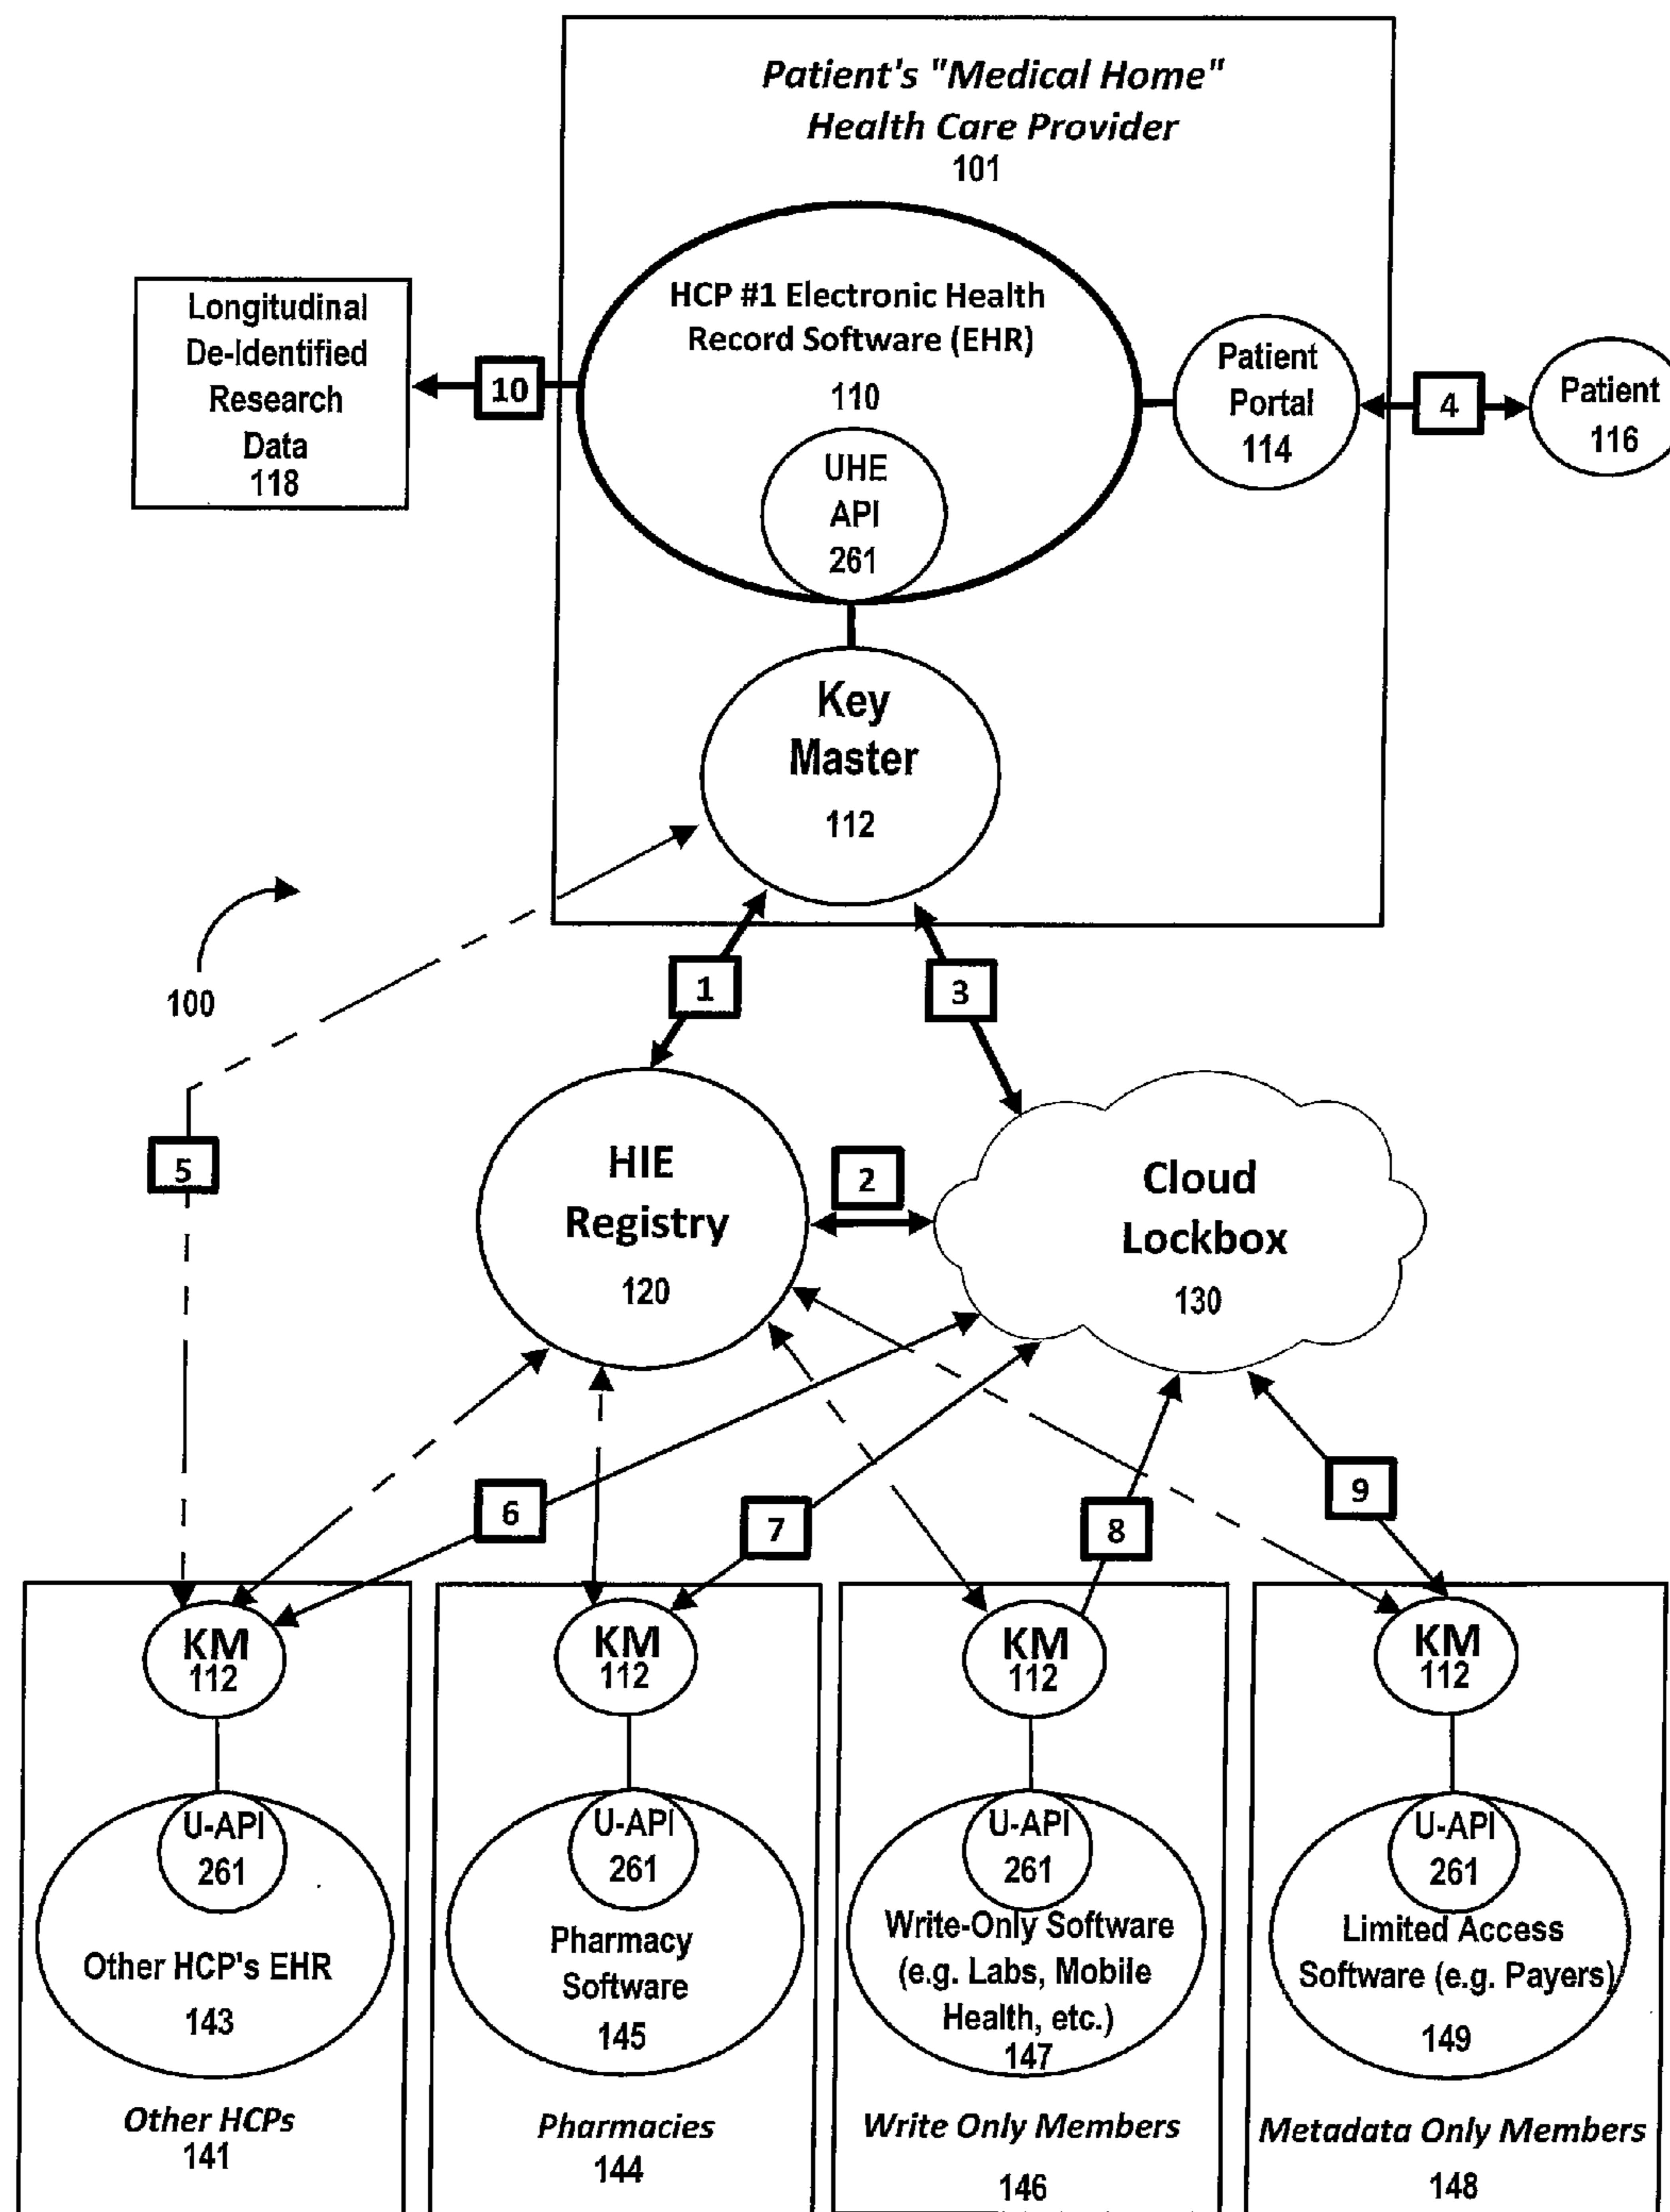 Patient's "Medical Home"
Health Care Provider
101
HCP #1 Electronic Health
Record Software (EHR)
110
UHE
API
261
Longitudinal
De-Identified
Research
Data
118
10
Patient
Portal
114
4
Patient
116
Key
Master
112
100
1
3
5
HIE
Registry
120
2
Cloud
Lockbox
130
6
7
8
9
KM
112
U-API
261
Other HCP's EHR
143
Other HCPs
141
KM
112
U-API
261
Pharmacy
Software
145
Pharmacies
144
KM
112
U-API
261
Write-Only Software
(e.g. Labs, Mobile
Health, etc.)
147
Write Only Members
146
KM
112
U-API
261
Limited Access
Software (e.g. Payers)
149
Metadata Only Members
148